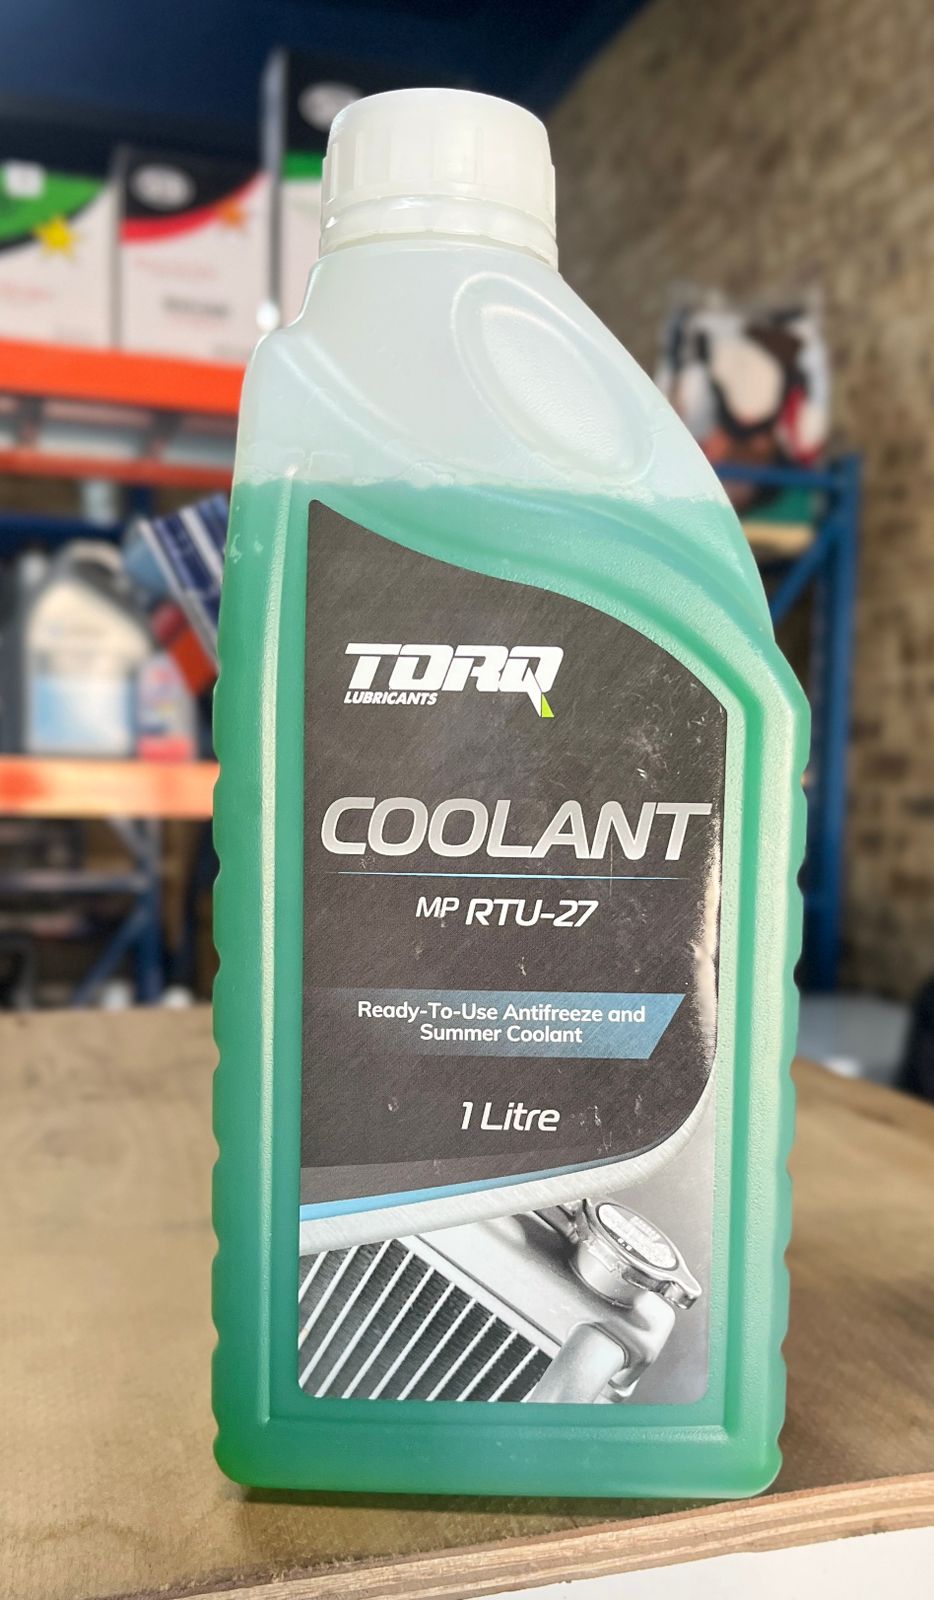 TORQ
LUBRICANTS
COOLANT
MP RTU-27
Ready-To-Use Antifreeze and
Summer Coolant
1 Litre